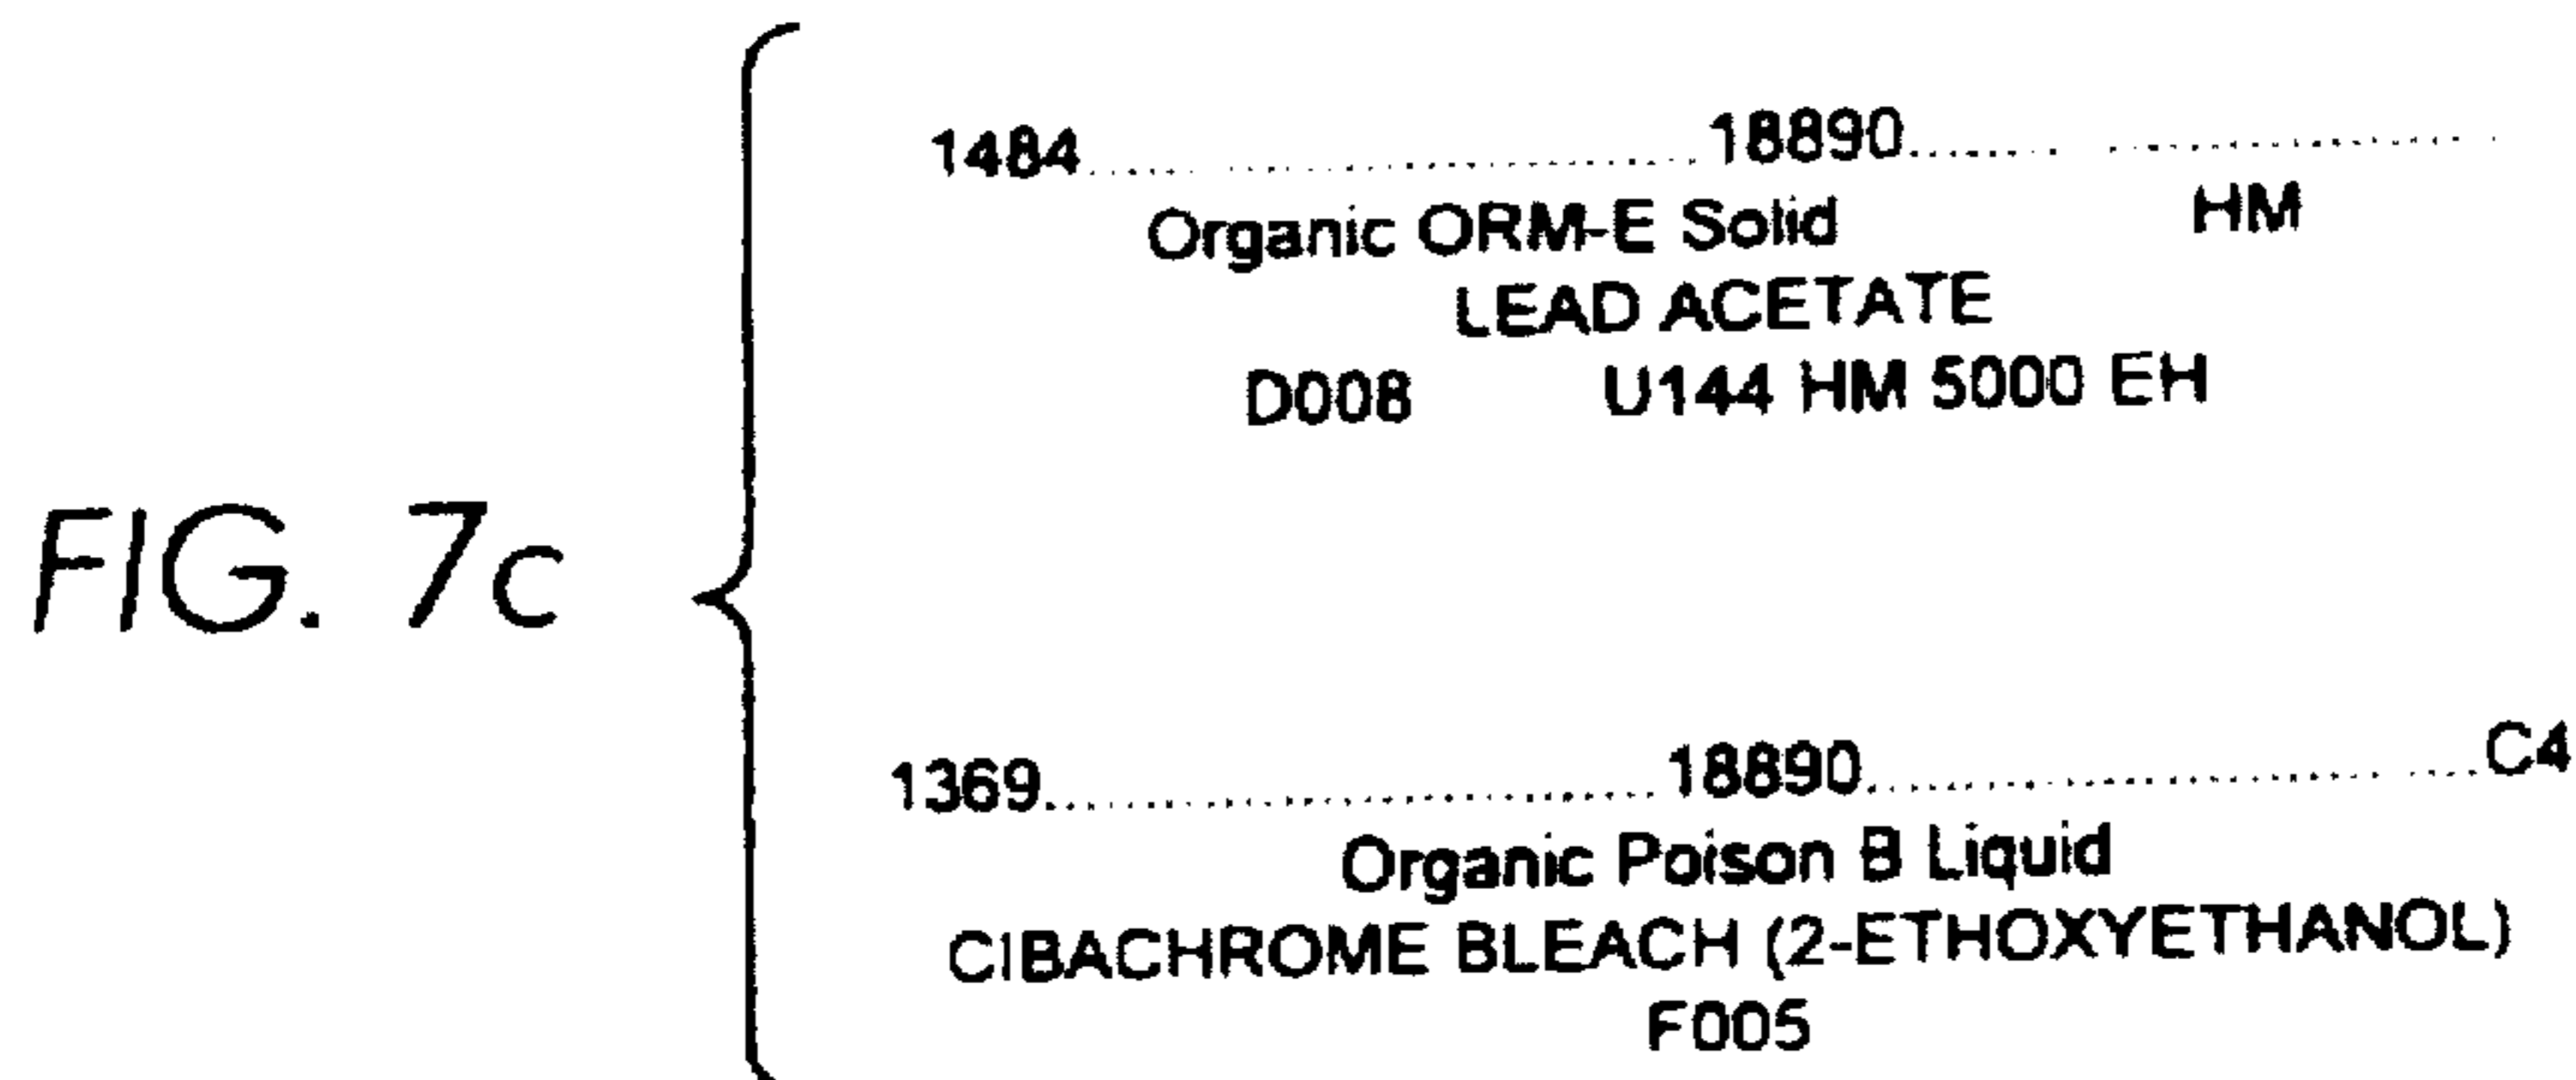 FIG. 7c
1484 18890
Organic ORM-E Solid HM
LEAD ACETATE
D008 U144 HM 5000 EH
1369 18890 C4
Organic Poison B Liquid
CIBACHROME BLEACH (2-ETHOXYETHANOL)
F005